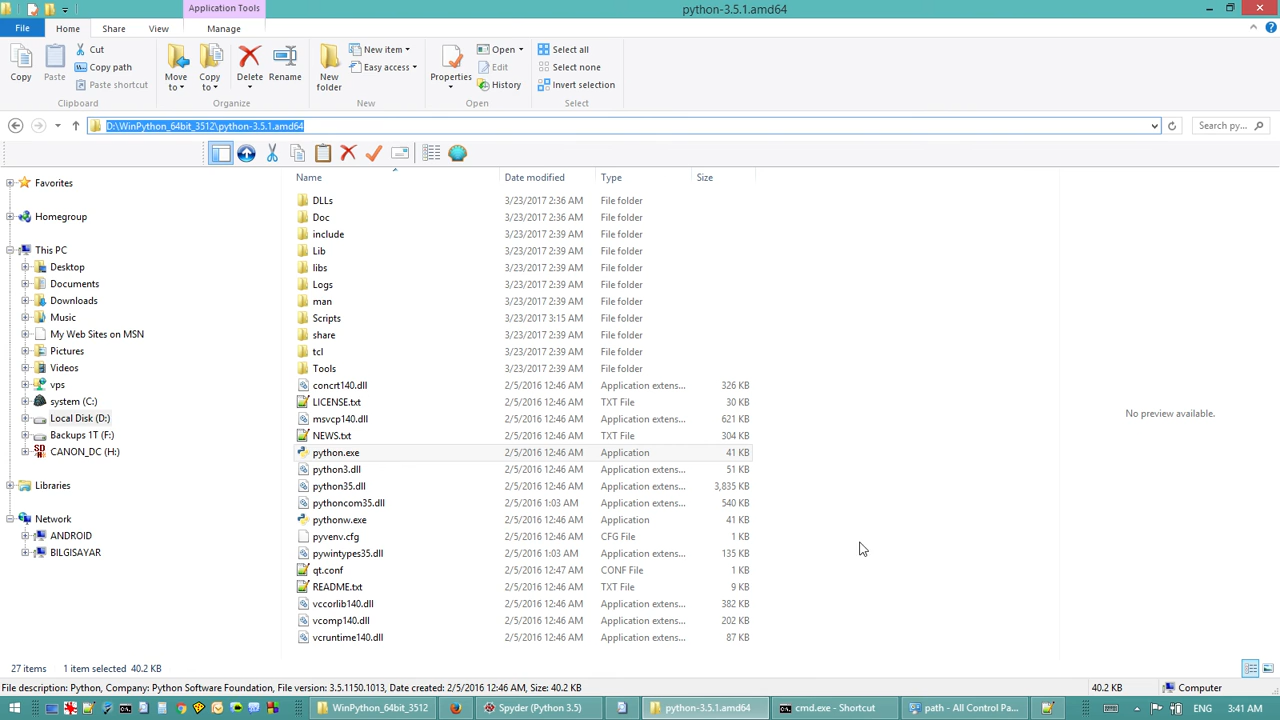 Application Tools
python-3.5.1.amd64
File Home Share View Manage
Copy Paste Cut
Copy path
Paste shortcut
Clipboard
Move to Copy to Delete Rename
Organize
New folder New item
Easy access
New
Properties Open
Edit
History
Open
Select all
Select none
Invert selection
Select
D:\WinPython_64bit_3512\python-3.5.1.amd64
Search py...
Favorites
Homegroup
This PC
Desktop
Documents
Downloads
Music
My Web Sites on MSN
Pictures
Videos
vps
system (C:)
Local Disk (D:)
Backups 1T (F:)
CANON_DC (H:)
Libraries
Network
ANDROID
BILGISAYAR
Name Date modified Type Size
DLLs 3/23/2017 2:36 AM File folder
Doc 3/23/2017 2:36 AM File folder
include 3/23/2017 2:39 AM File folder
Lib 3/23/2017 2:39 AM File folder
libs 3/23/2017 2:39 AM File folder
Logs 3/23/2017 2:39 AM File folder
man 3/23/2017 2:39 AM File folder
Scripts 3/23/2017 3:15 AM File folder
share 3/23/2017 2:39 AM File folder
tcl 3/23/2017 2:39 AM File folder
Tools 3/23/2017 2:39 AM File folder
concrt140.dll 2/5/2016 12:46 AM Application extens... 326 KB
LICENSE.txt 2/5/2016 12:46 AM TXT File 30 KB
msvcp140.dll 2/5/2016 12:46 AM Application extens... 621 KB
NEWS.txt 2/5/2016 12:46 AM TXT File 304 KB
python.exe 2/5/2016 12:46 AM Application 41 KB
python3.dll 2/5/2016 12:46 AM Application extens... 51 KB
python35.dll 2/5/2016 12:46 AM Application extens... 3,835 KB
pythoncom35.dll 2/5/2016 1:03 AM Application extens... 540 KB
pythonw.exe 2/5/2016 12:46 AM Application 41 KB
pyvenv.cfg 2/5/2016 12:46 AM CFG File 1 KB
pywintypes35.dll 2/5/2016 1:03 AM Application extens... 135 KB
qt.conf 2/5/2016 12:47 AM CONF File 1 KB
README.txt 2/5/2016 12:46 AM TXT File 9 KB
vccorlib140.dll 2/5/2016 12:46 AM Application extens... 382 KB
vcomp140.dll 2/5/2016 12:46 AM Application extens... 202 KB
vcruntime140.dll 2/5/2016 12:46 AM Application extens... 87 KB
No preview available.
27 items 1 item selected 40.2 KB
File description: Python, Company: Python Software Foundation, File version: 3.5.1150.1013, Date created: 2/5/2016 12:46 AM, Size: 40.2 KB
40.2 KB Computer
WinPython_64bit_3512 Spyder (Python 3.5) python-3.5.1.amd64 cmd.exe - Shortcut path - All Control Pa... ENG 3:41 AM